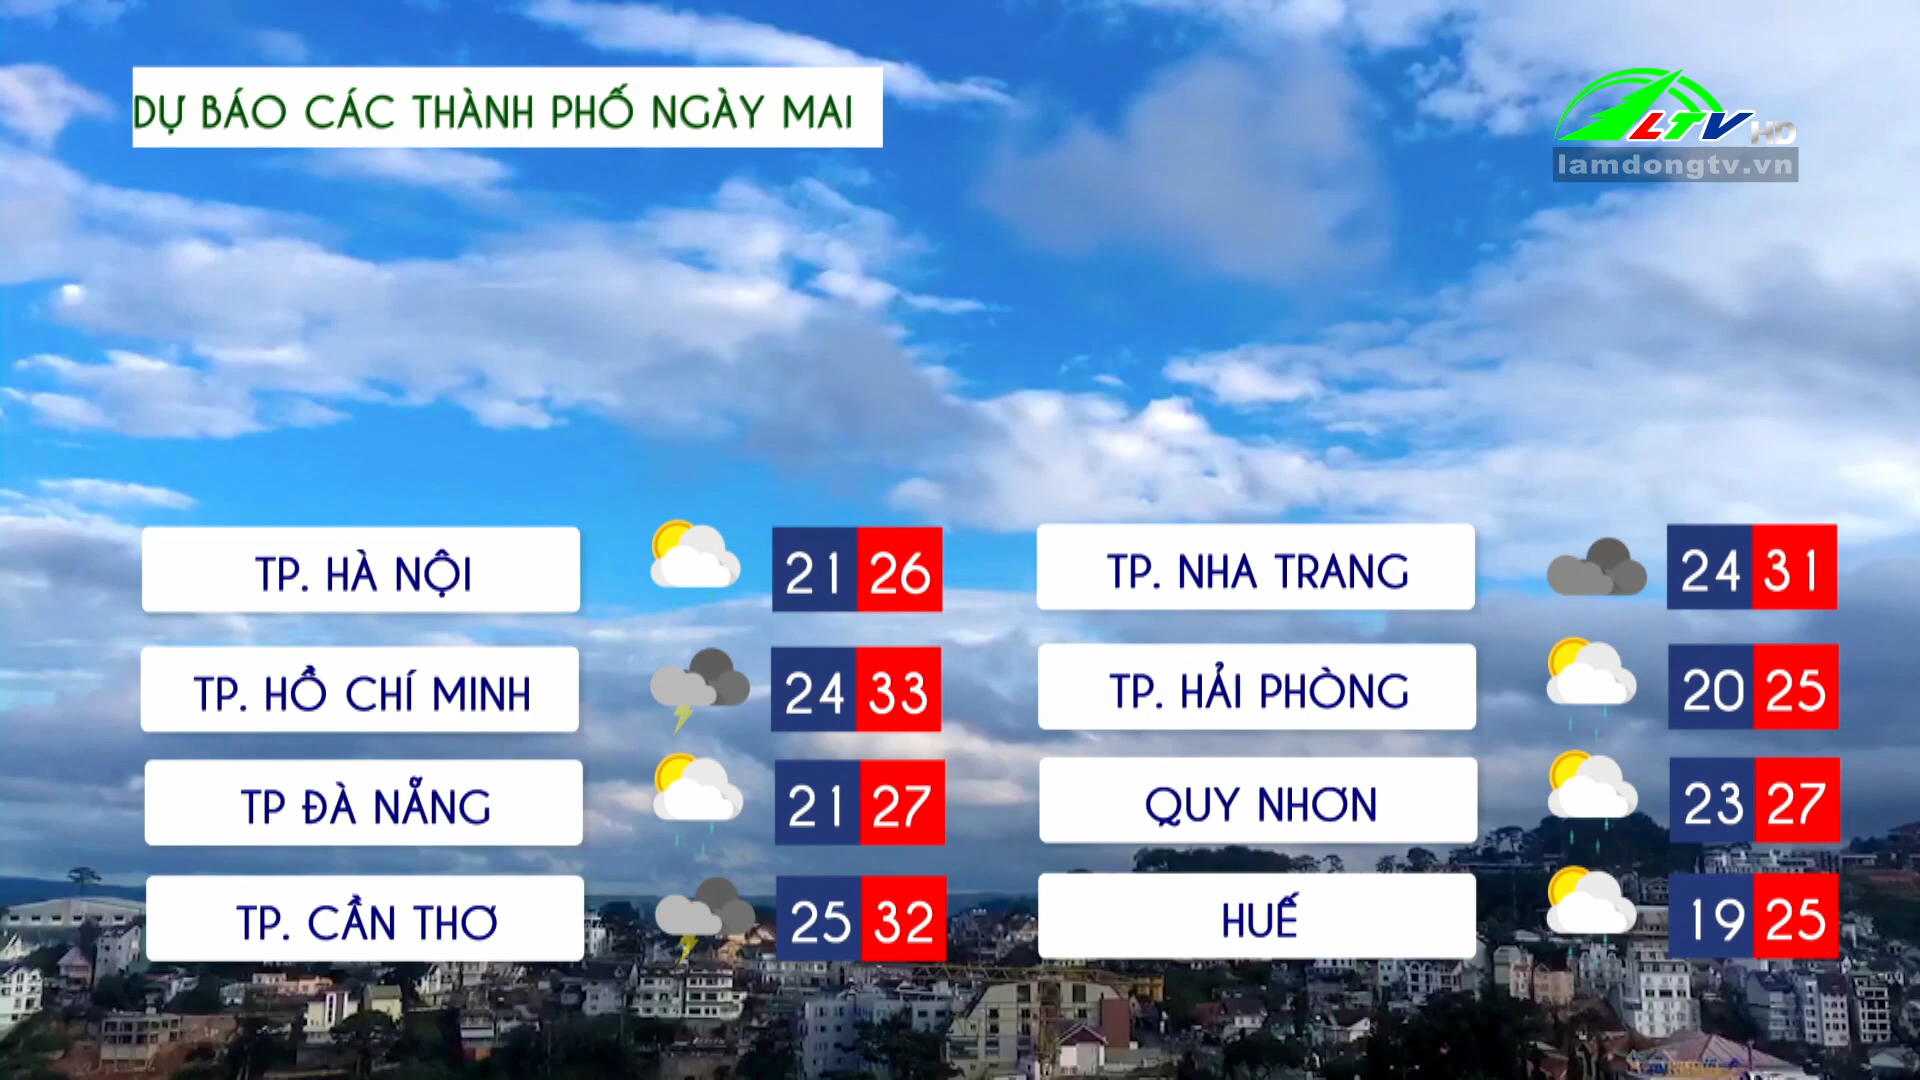 DỰ BÁO CÁC THÀNH PHỐ NGÀY MAI
LTV HD
lamdongtv.vn
TP. HÀ NỘI 21 26
TP. HỒ CHÍ MINH 24 33
TP ĐÀ NẴNG 21 27
TP. CẦN THƠ 25 32
TP. NHA TRANG 24 31
TP. HẢI PHÒNG 20 25
QUY NHƠN 23 27
HUẾ 19 25